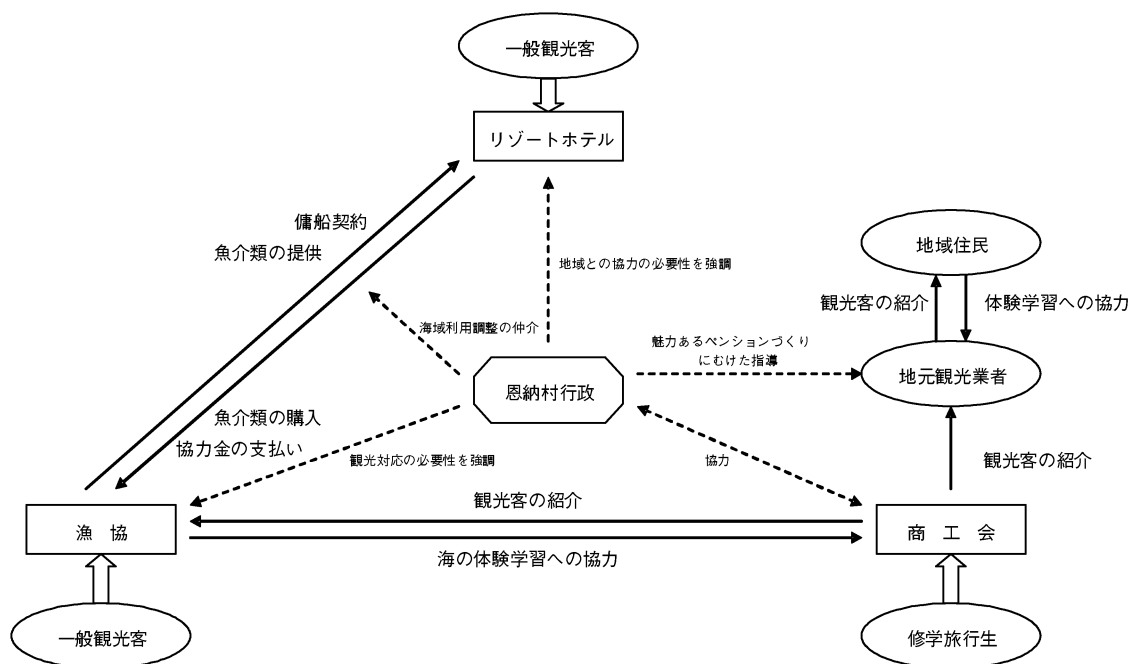 一般観光客
リゾートホテル
傭船契約
魚介類の提供
地域住民
地域との協力の必要性を強調
観光客の紹介
体験学習への協力
海域利用調整の仲介
魅力あるペンションづくり
にむけた指導
地元観光業者
恩納村行政
魚介類の購入
協力金の支払い
観光対応の必要性を強調
協力
観光客の紹介
観光客の紹介
漁　協
商　工　会
海の体験学習への協力
一般観光客
修学旅行生